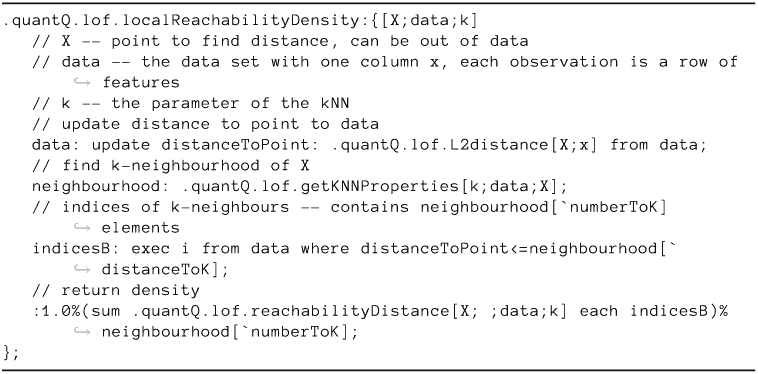 .quantQ.lof.localReachabilityDensity:{[X;data;k]
// X -- point to find distance, can be out of data
// data -- the data set with one column x, each observation is a row of
↪ features
// k -- the parameter of the kNN
// update distance to point to data
data: update distanceToPoint: .quantQ.lof.L2distance[X;x] from data;
// find k-neighbourhood of X
neighbourhood: .quantQ.lof.getKNNProperties[k;data;X];
// indices of k-neighbours -- contains neighbourhood[`numberToK]
↪ elements
indicesB: exec i from data where distanceToPoint<=neighbourhood[`
↪ distanceToK];
// return density
:1.0%(sum .quantQ.lof.reachabilityDistance[X; ;data;k] each indicesB)%
↪ neighbourhood[`numberToK];
};